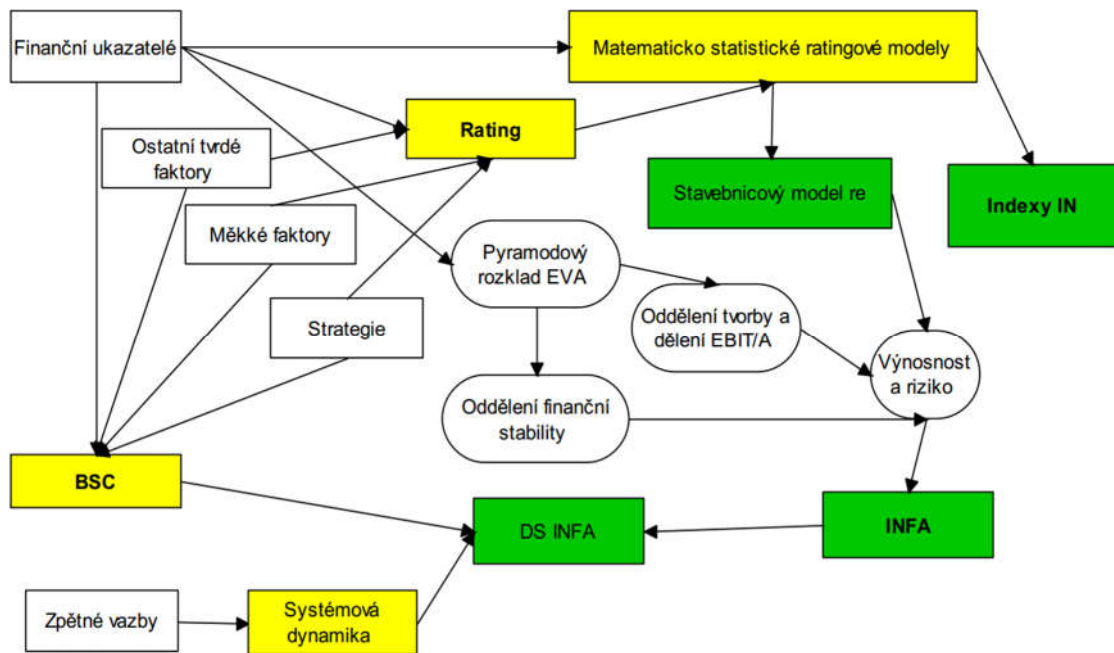 Finanční ukazatelé
Matematicko statistické ratingové modely
Rating
Ostatní tvrdé
faktory
Stavebnicový model re
Indexy IN
Měkké faktory
Pyramodový
rozklad EVA
Strategie
Oddělení tvorby a
dělení EBIT/A
Výnosnost
a riziko
Oddělení finanční
stability
BSC
DS INFA
INFA
Zpětné vazby
Systémová
dynamika